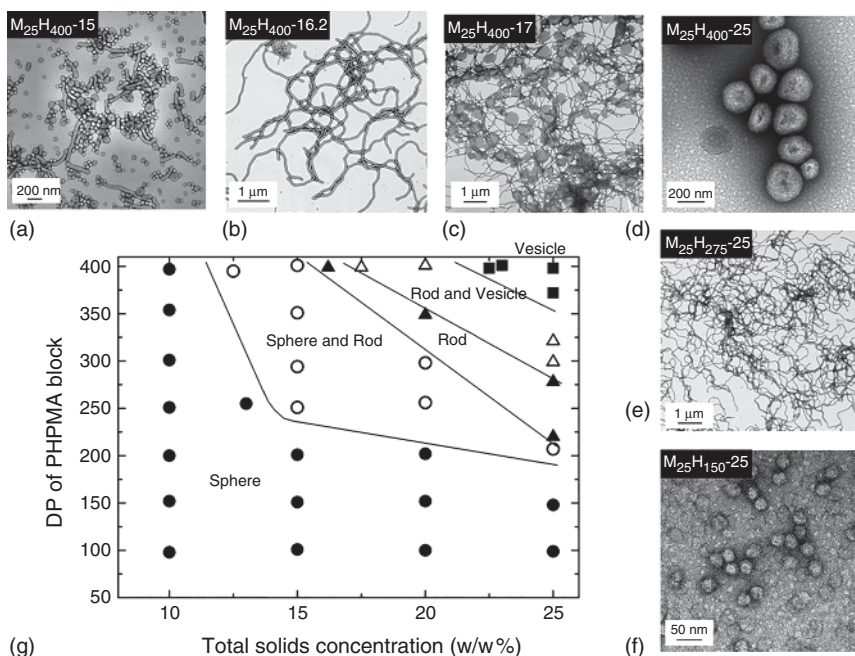 M25H400-15
200 nm
(a)
M25H400-16.2
1 μm
(b)
M25H400-17
1 μm
(c)
M25H400-25
200 nm
(d)
M25H275-25
1 μm
(e)
M25H150-25
50 nm
(f)
Vesicle
Rod and Vesicle
Rod
Sphere and Rod
Sphere
DP of PHPMA block
400
350
300
250
200
150
100
50
10
15
20
25
Total solids concentration (w/w%)
(g)